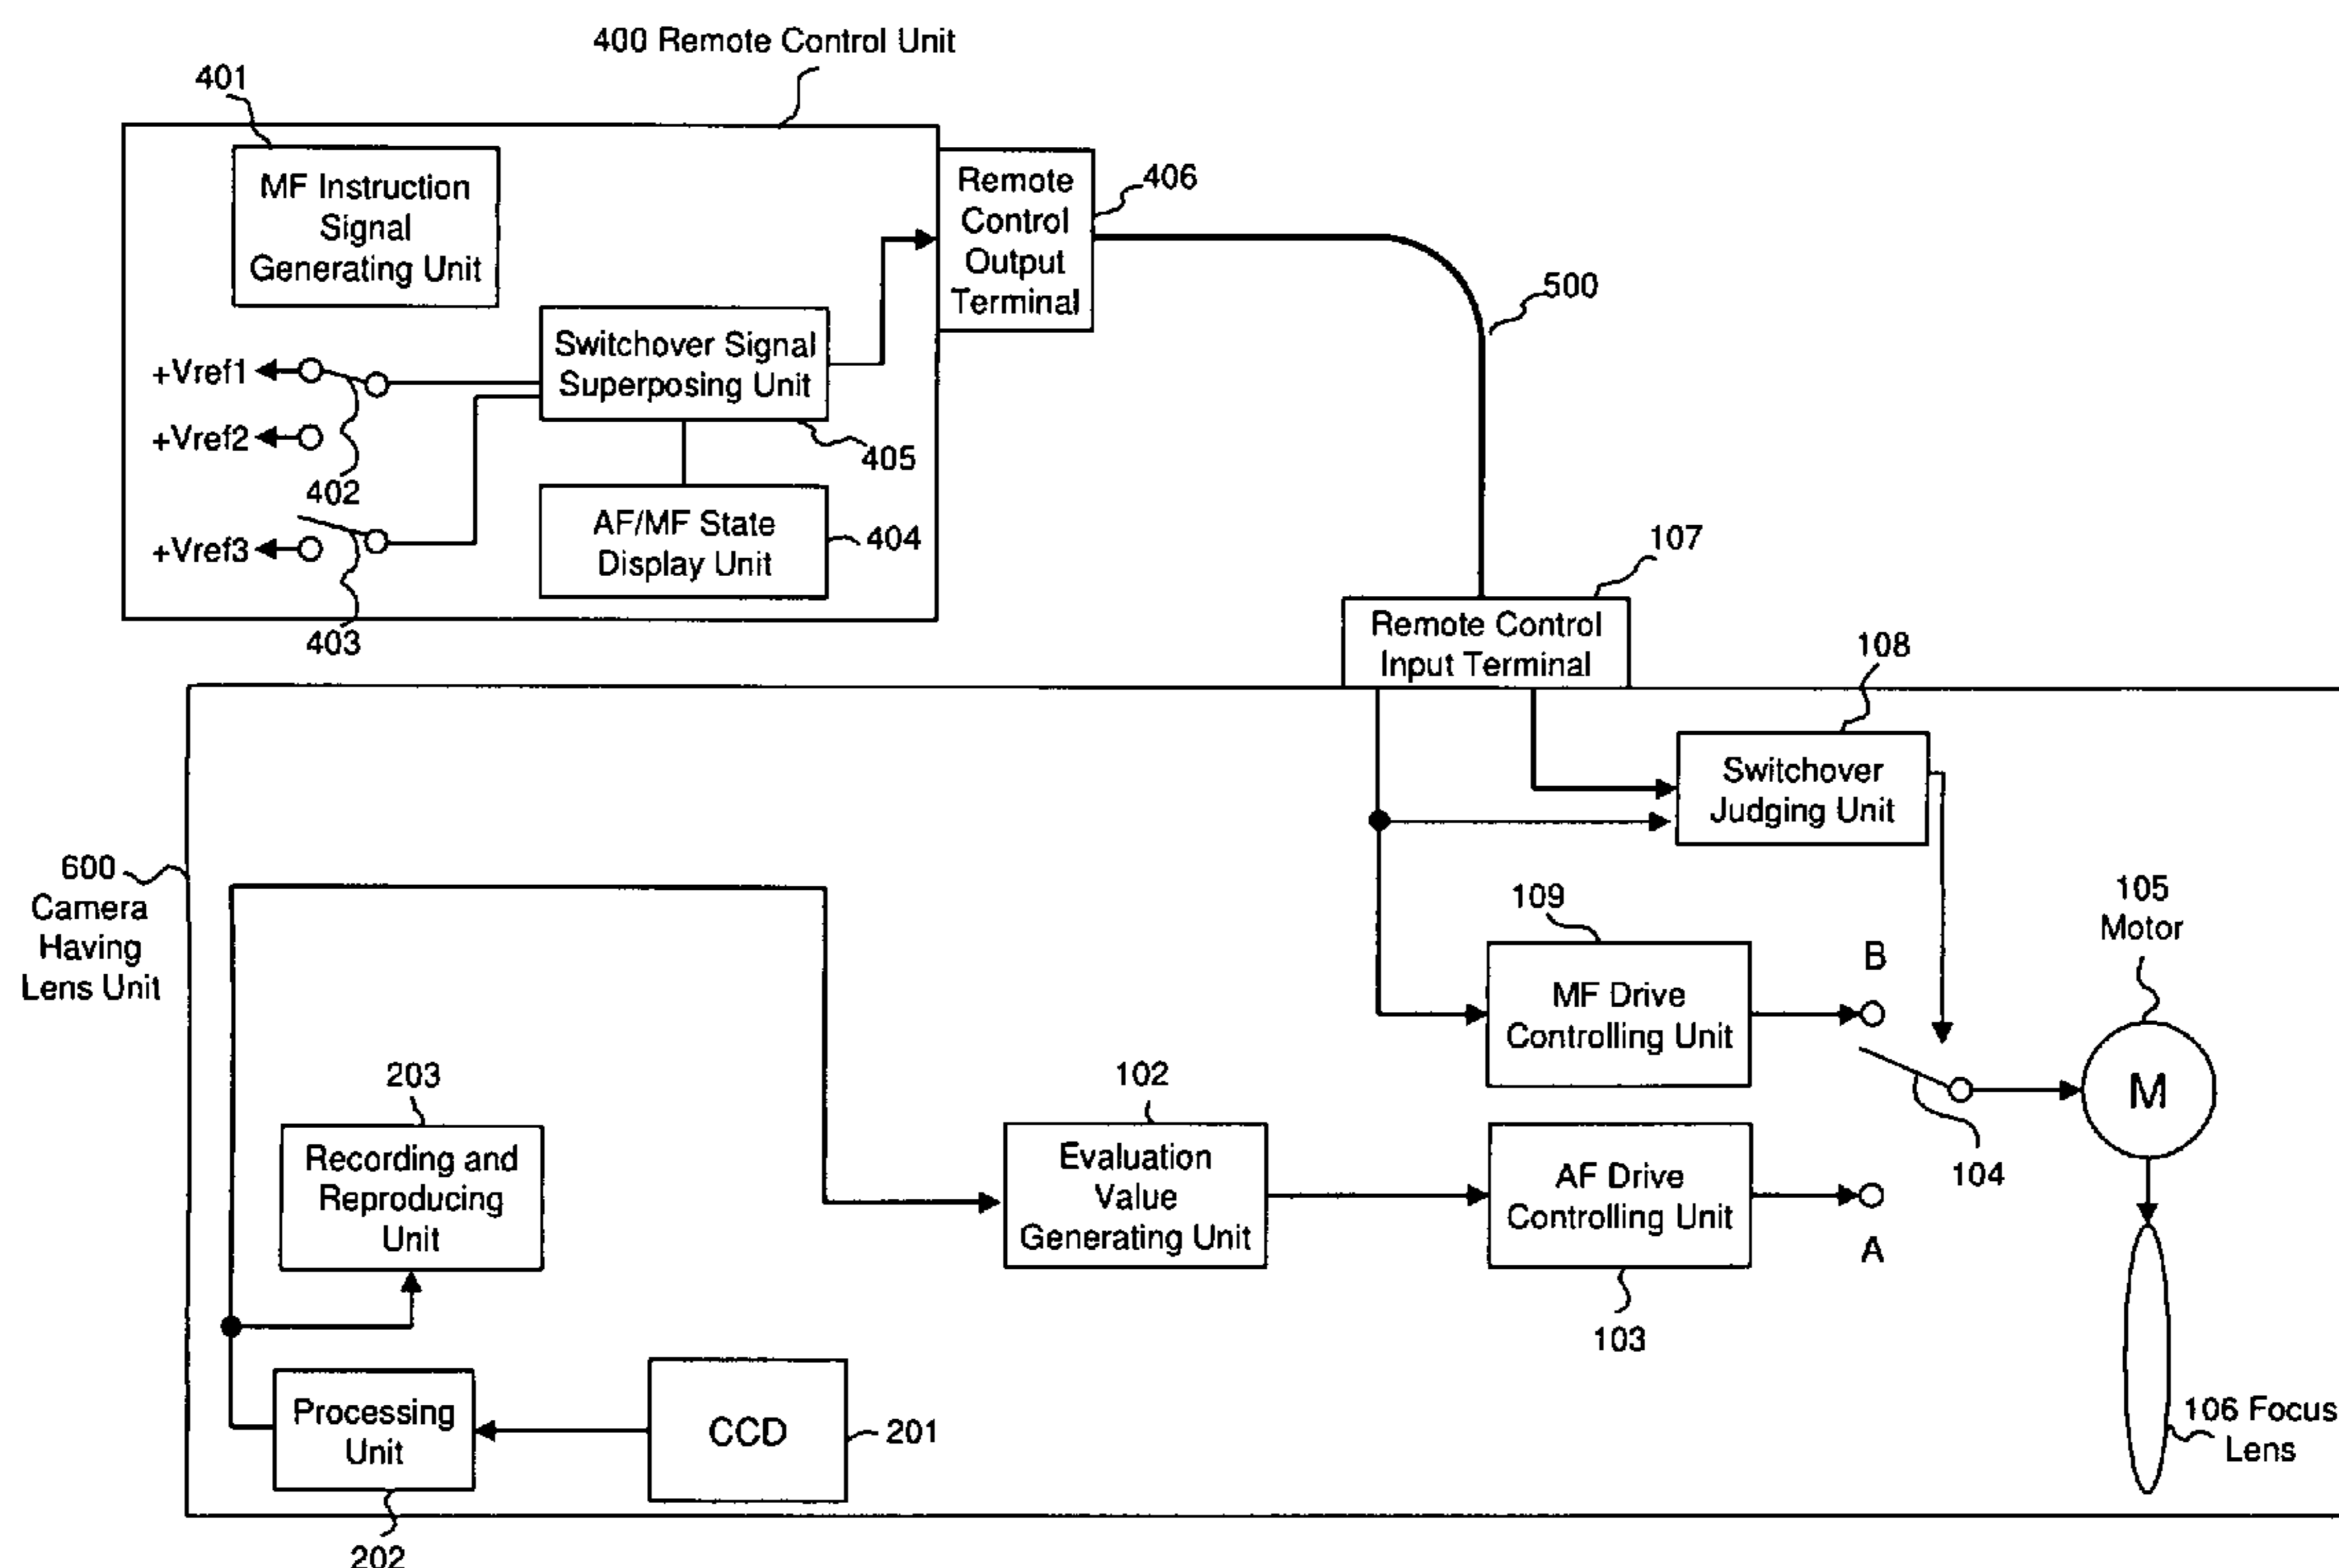 400 Remote Control Unit
401
MF Instruction
Signal
Generating Unit
Remote
Control
Output
Terminal
406
500
Switchover Signal
Superposing Unit
405
+Vref1
+Vref2
402
+Vref3
403
AF/MF State
Display Unit
404
107
Remote Control
Input Terminal
108
Switchover
Judging Unit
600
Camera
Having
Lens Unit
109
MF Drive
Controlling Unit
B
105
Motor
M
104
203
Recording and
Reproducing
Unit
102
Evaluation
Value
Generating Unit
AF Drive
Controlling Unit
A
103
106 Focus
Lens
Processing
Unit
202
CCD
201